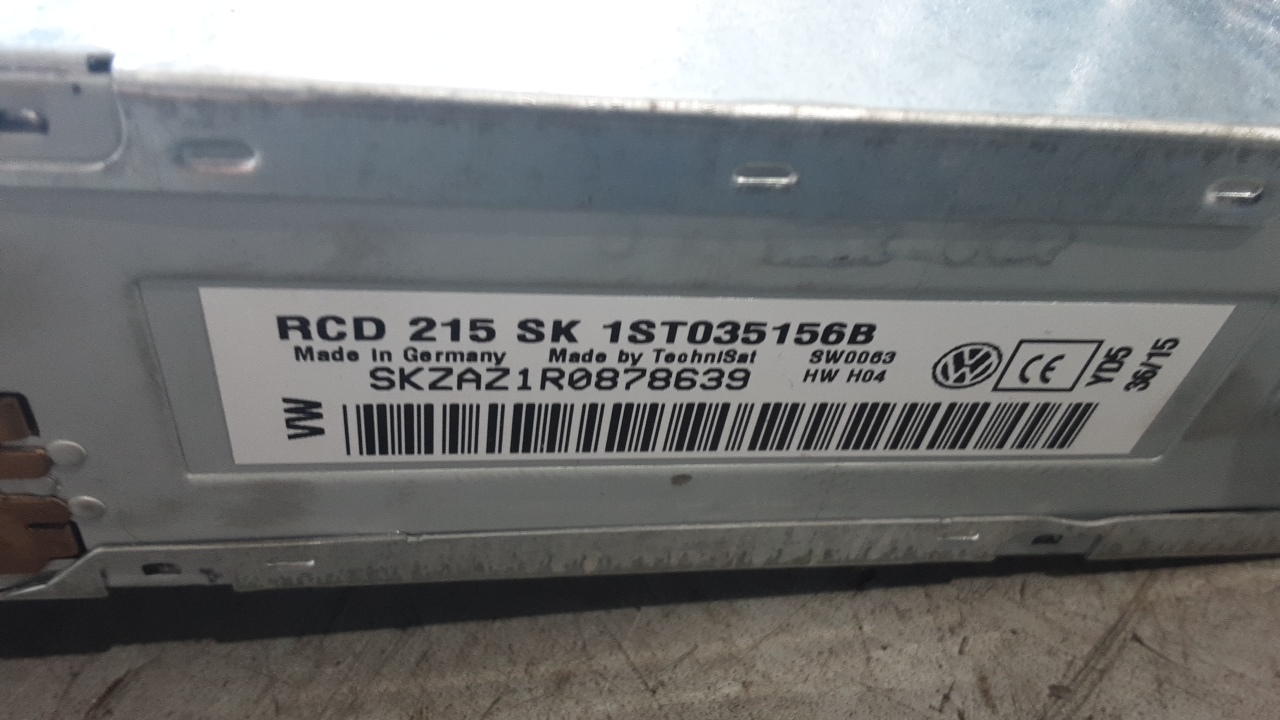 RCD 215 SK 1ST035156B
Made in Germany Made by TechniSat SW0063
SKZAZ1R0878639 HW H04
VW
CE
YD5
36/15